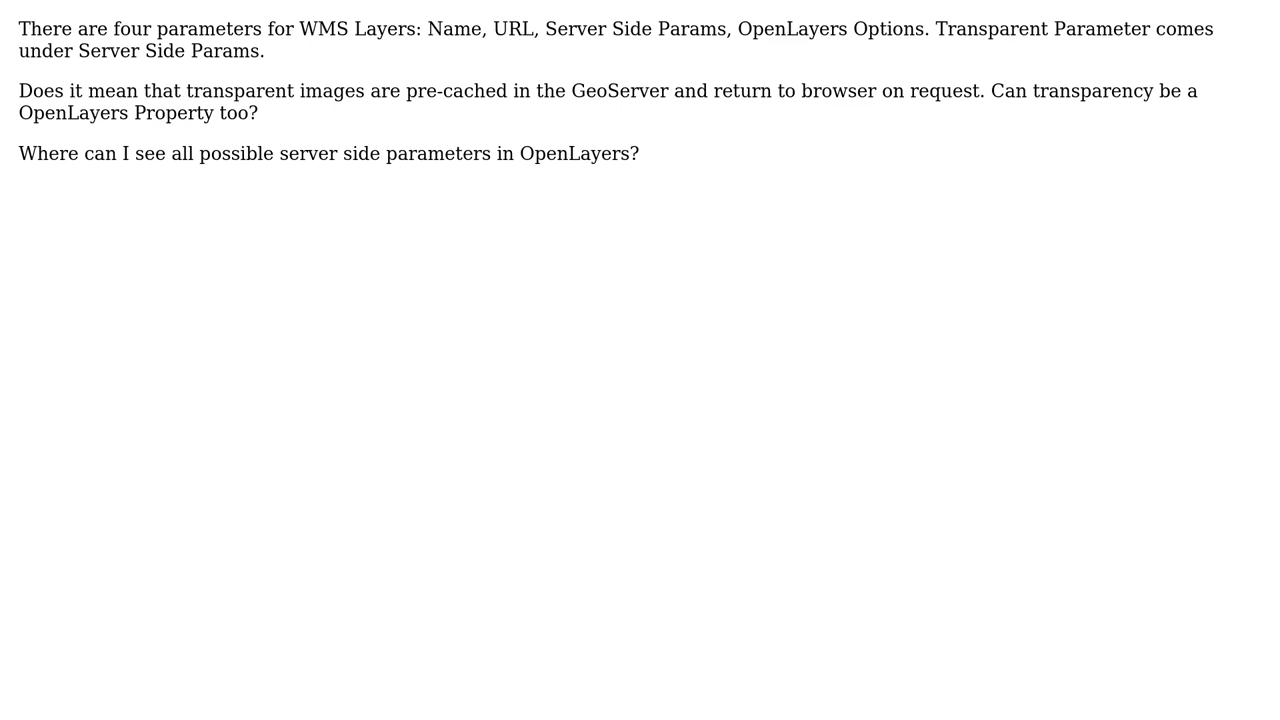 There are four parameters for WMS Layers: Name, URL, Server Side Params, OpenLayers Options. Transparent Parameter comes
under Server Side Params.
Does it mean that transparent images are pre-cached in the GeoServer and return to browser on request. Can transparency be a
OpenLayers Property too?
Where can I see all possible server side parameters in OpenLayers?